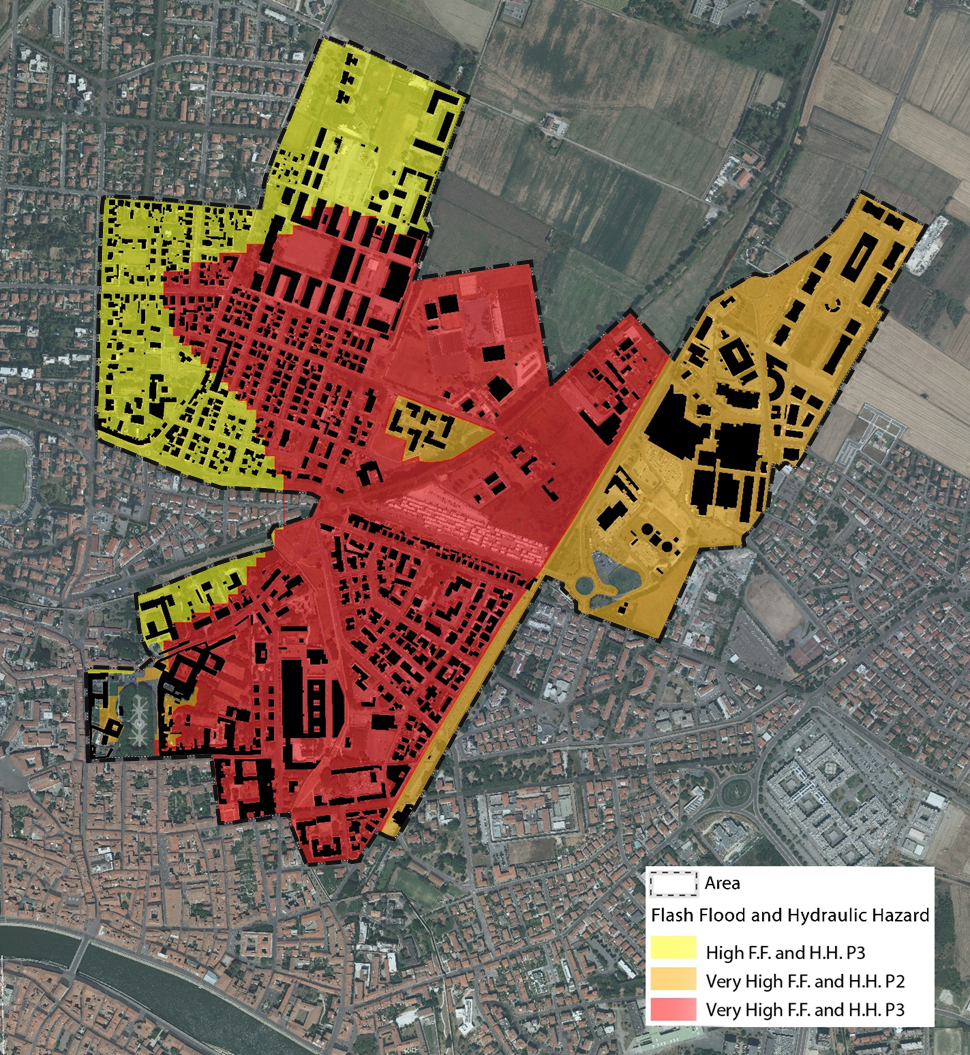 Area
Flash Flood and Hydraulic Hazard
High F.F. and H.H. P3
Very High F.F. and H.H. P2
Very High F.F. and H.H. P3